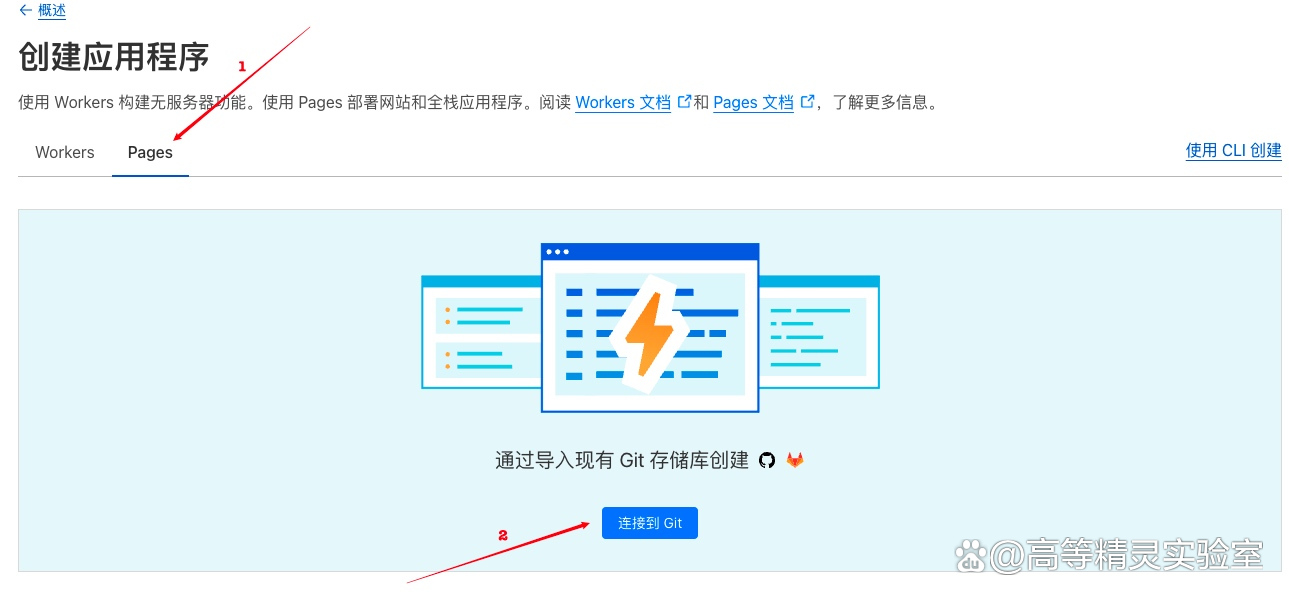 ← 概述
创建应用程序
1
使用 Workers 构建无服务器功能。使用 Pages 部署网站和全栈应用程序。阅读 Workers 文档 和 Pages 文档 ，了解更多信息。
Workers Pages 使用 CLI 创建
通过导入现有 Git 存储库创建
2
连接到 Git
du @高等精灵实验室